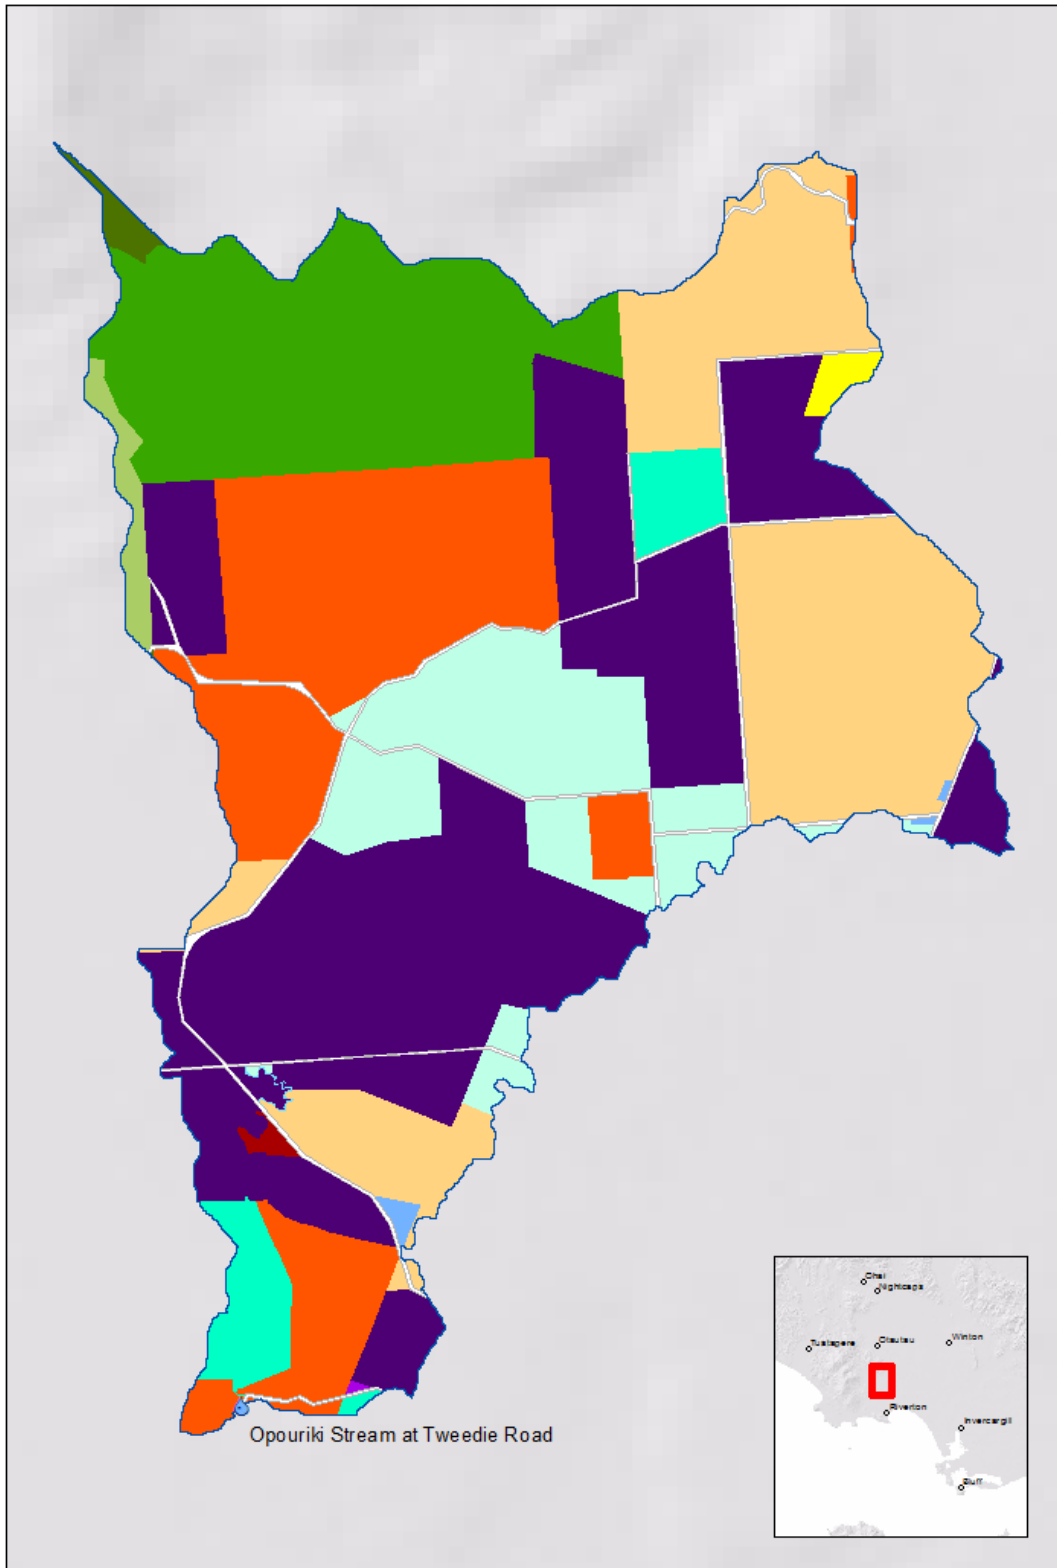 Opouriki Stream at Tweedie Road
Ohai
Nightcaps
Otautau
Winton
Tuatapere
Riverton
Invercargill
Bluff